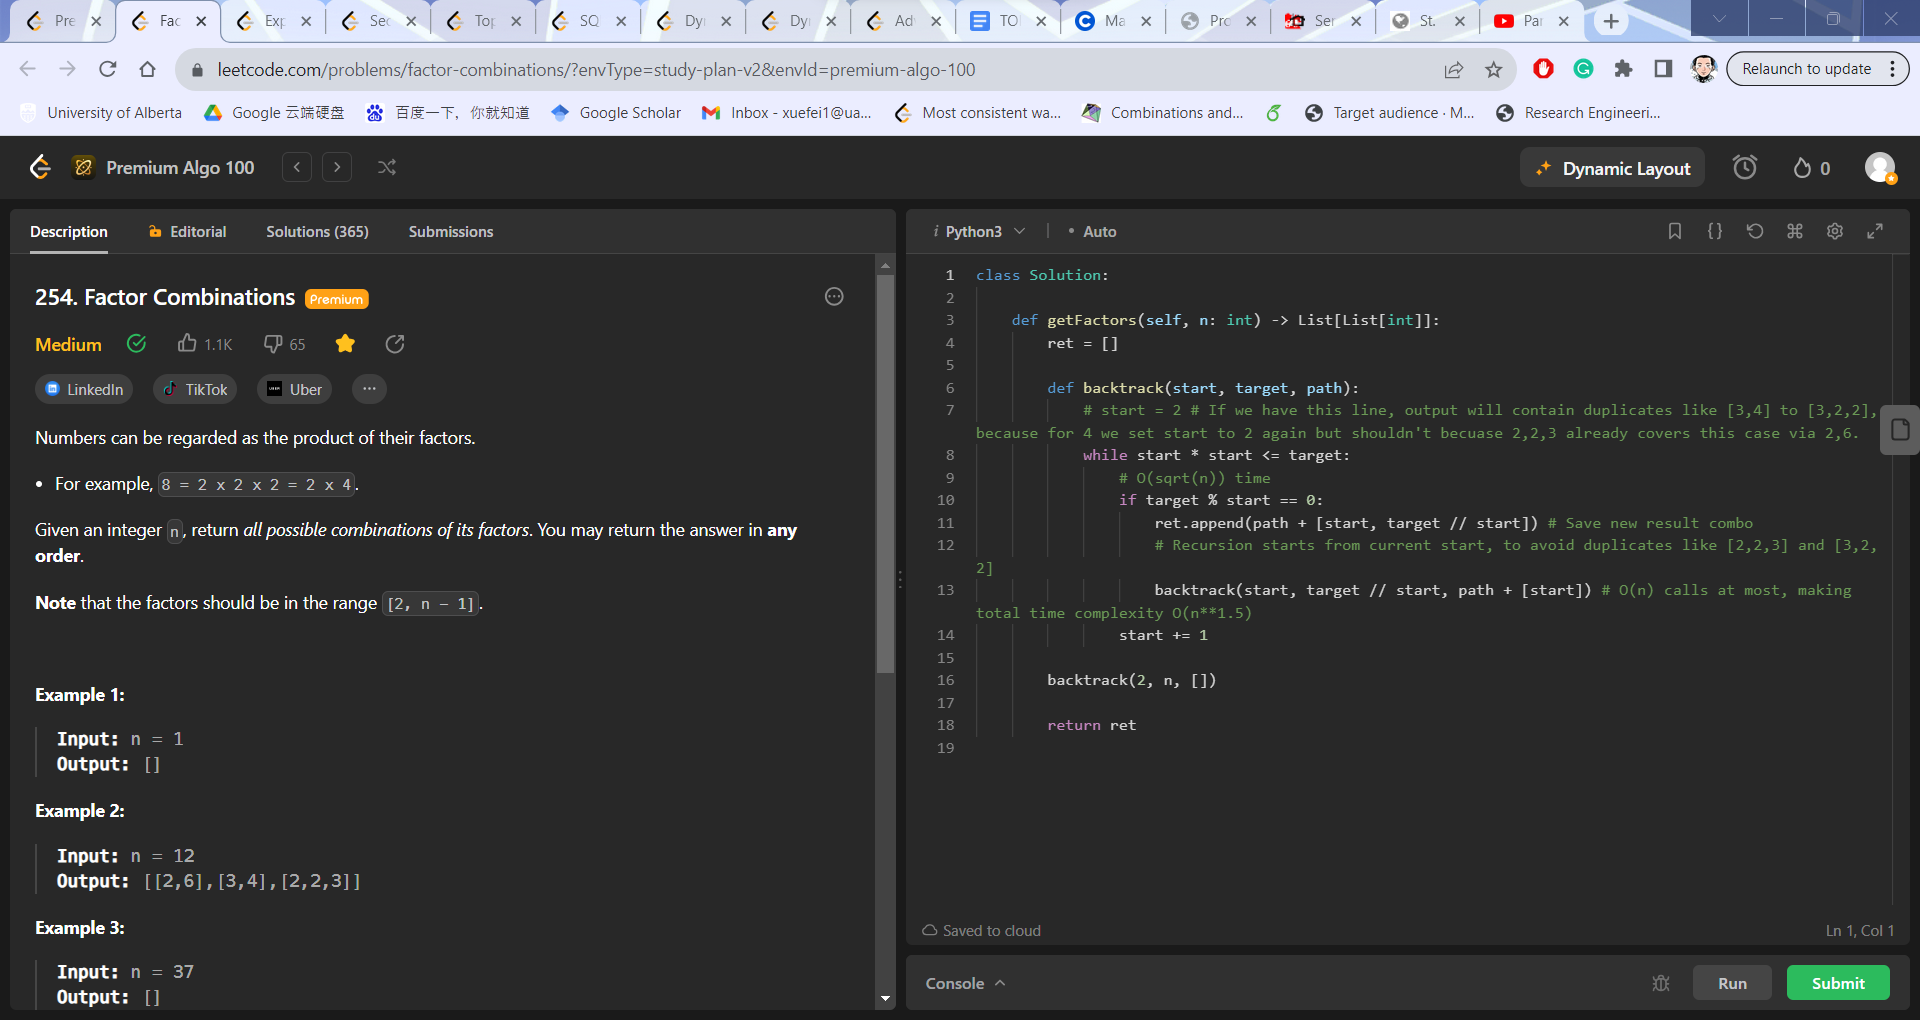 Pre
Fac
Exp
Sec
Top
SQ
Dy
Dy
Ad
TO
Ma
Pro
Ser
St.
Par
leetcode.com/problems/factor-combinations/?envType=study-plan-v2&envId=premium-algo-100
Relaunch to update
University of Alberta
Google 云端硬盘
百度一下，你就知道
Google Scholar
Inbox - xuefei1@ua...
Most consistent wa...
Combinations and...
Target audience · M...
Research Engineeri...
Premium Algo 100
Dynamic Layout
0
Description
Editorial
Solutions (365)
Submissions
254. Factor Combinations
Premium
Medium
1.1K
65
LinkedIn
TikTok
Uber
Numbers can be regarded as the product of their factors.
• For example, 8 = 2 x 2 x 2 = 2 x 4.
Given an integer n, return all possible combinations of its factors. You may return the answer in any
order.
Note that the factors should be in the range [2, n - 1].
Example 1:
Input: n = 1
Output: []
Example 2:
Input: n = 12
Output: [[2,6],[3,4],[2,2,3]]
Example 3:
Input: n = 37
Output: []
i Python3
• Auto
1 class Solution:
2
3 def getFactors(self, n: int) -> List[List[int]]:
4 ret = []
5
6 def backtrack(start, target, path):
7 # start = 2 # If we have this line, output will contain duplicates like [3,4] to [3,2,2],
because for 4 we set start to 2 again but shouldn't becuase 2,2,3 already covers this case via 2,6.
8 while start * start <= target:
9 # O(sqrt(n)) time
10 if target % start == 0:
11 ret.append(path + [start, target // start]) # Save new result combo
12 # Recursion starts from current start, to avoid duplicates like [2,2,3] and [3,2,
2]
13 backtrack(start, target // start, path + [start]) # O(n) calls at most, making
total time complexity O(n**1.5)
14 start += 1
15
16 backtrack(2, n, [])
17
18 return ret
19
Saved to cloud
Ln 1, Col 1
Console
Run
Submit